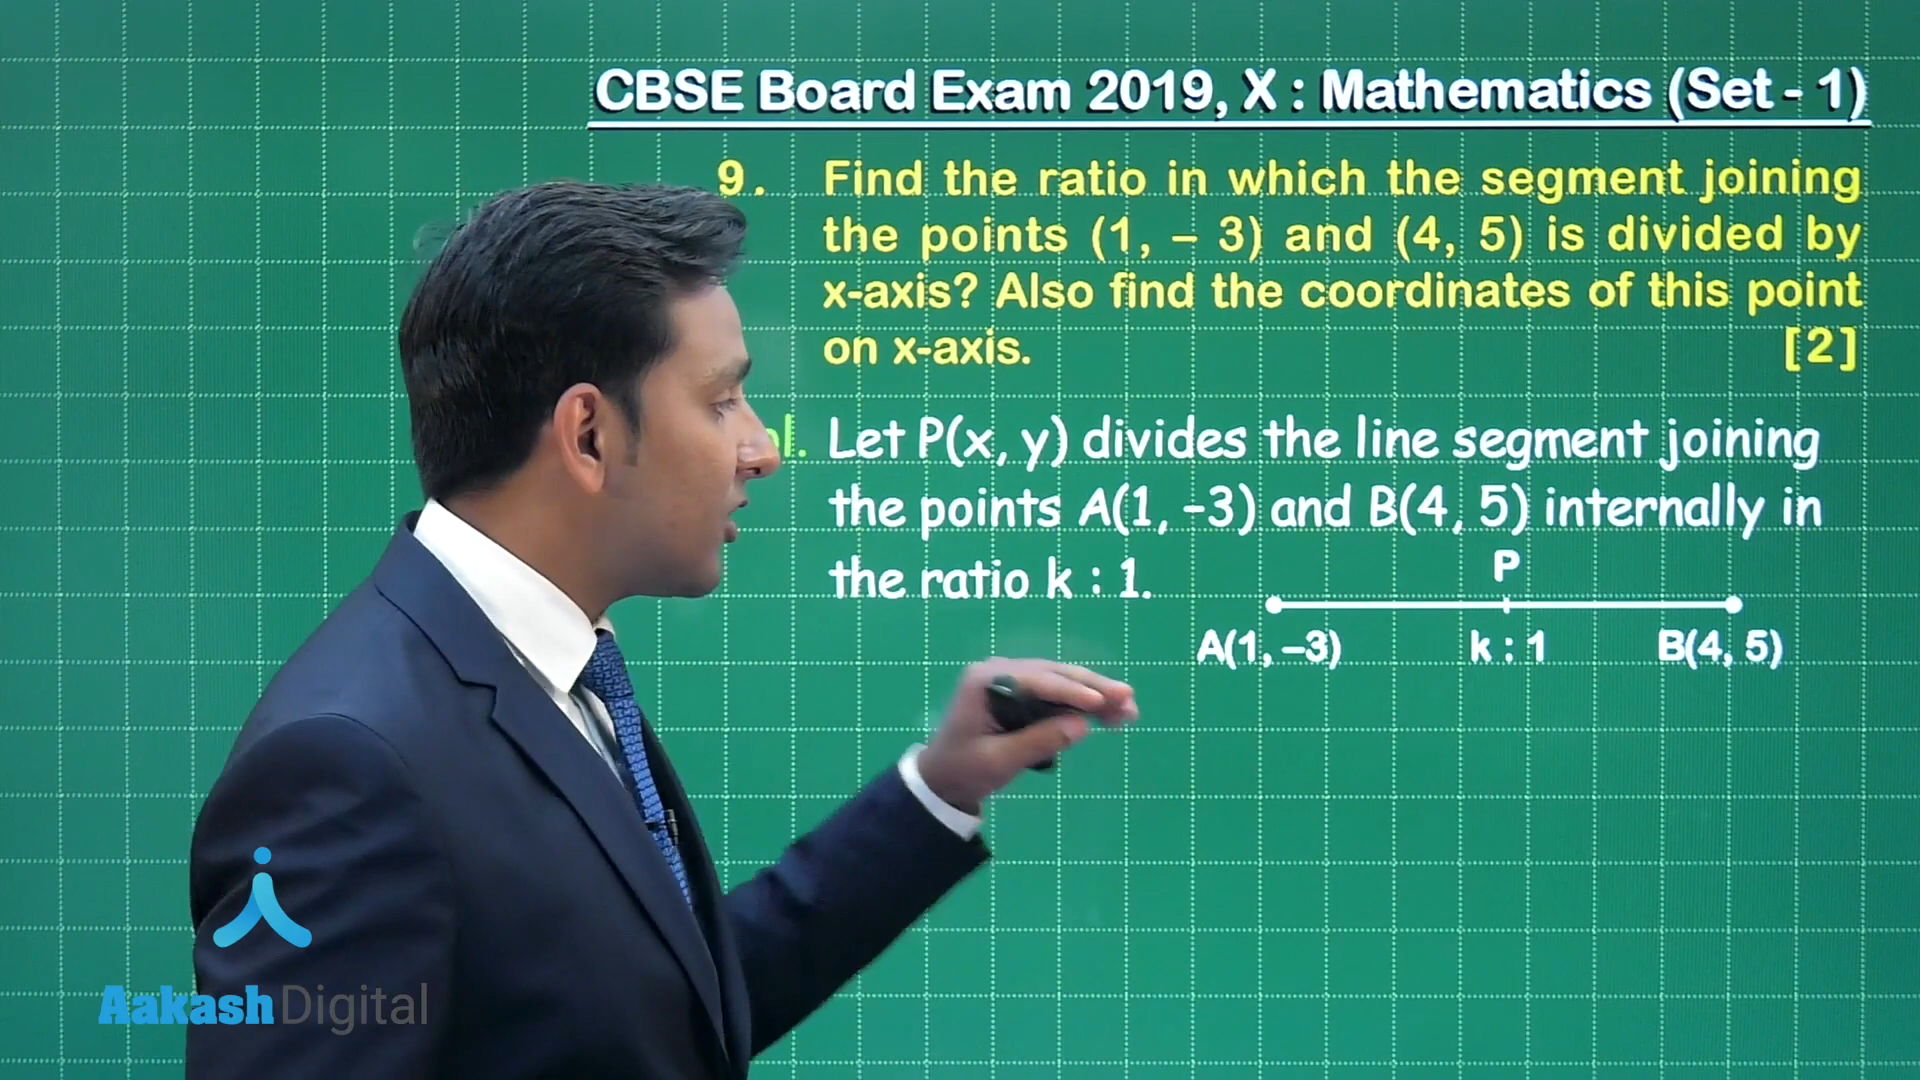 CBSE Board Exam 2019, X : Mathematics (Set - 1)
9. Find the ratio in which the segment joining
the points (1, – 3) and (4, 5) is divided by
x-axis? Also find the coordinates of this point
on x-axis. [2]
Let P(x, y) divides the line segment joining
the points A(1, –3) and B(4, 5) internally in
the ratio k : 1.
P
A(1, –3) k : 1 B(4, 5)
Aakash Digital